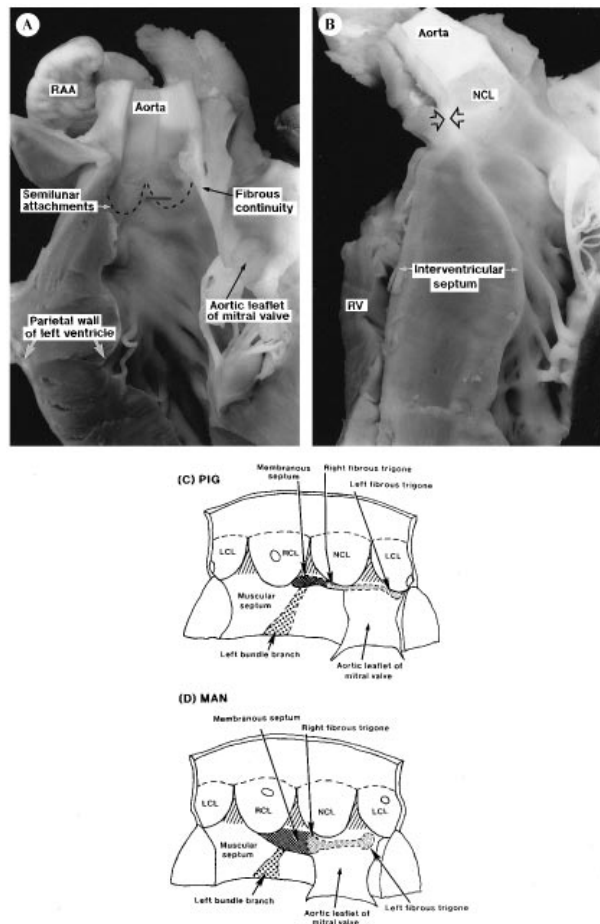 A
RAA
Aorta
Semilunar
attachments
Fibrous
continuity
Parietal wall
of left ventricle
Aortic leaflet
of mitral valve
B
Aorta
NCL
Interventricular
septum
RV
(C) PIG
Membranous
septum
Right fibrous trigone
Left fibrous trigone
LCL
RCL
NCL
LCL
Muscular
septum
Left bundle branch
Aortic leaflet of
mitral valve
(D) MAN
Membranous septum
Right fibrous trigone
LCL
RCL
NCL
LCL
Muscular
septum
Left bundle branch
Aortic leaflet of
mitral valve
Left fibrous trigone